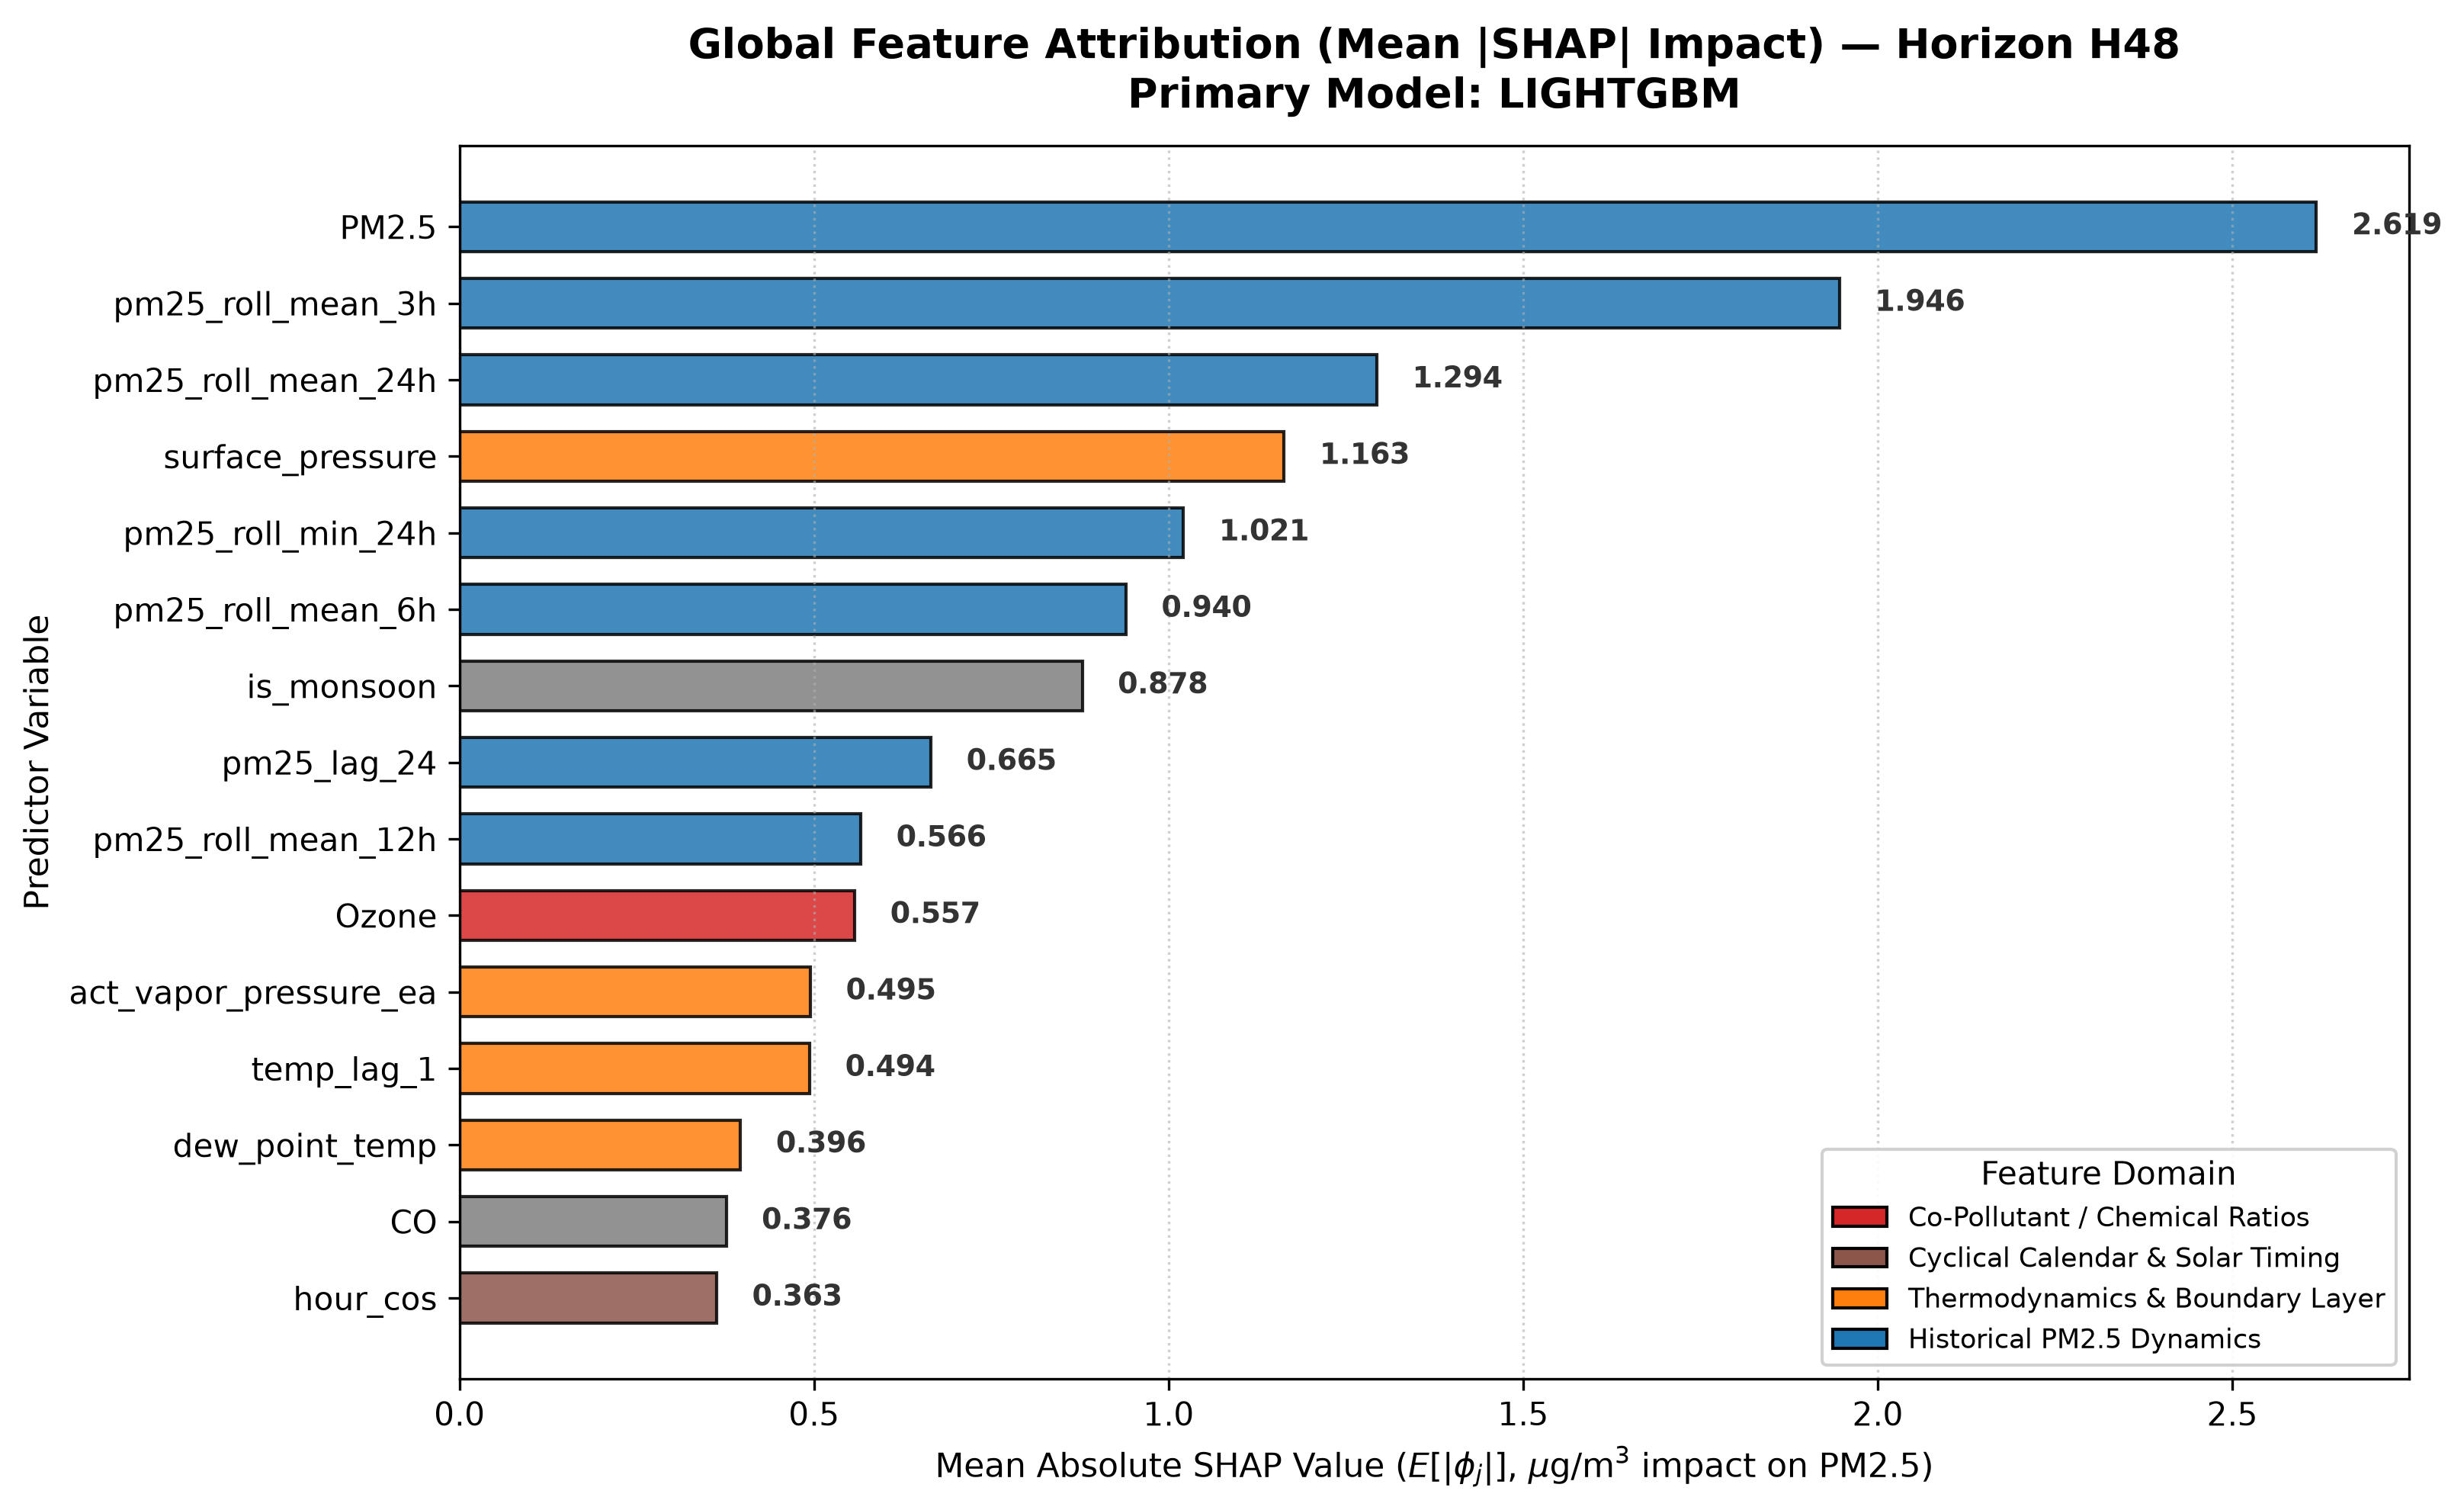 Global Feature Attribution (Mean |SHAP| Impact) — Horizon H48
Primary Model: LIGHTGBM
Predictor Variable
PM2.5 2.619
pm25_roll_mean_3h 1.946
pm25_roll_mean_24h 1.294
surface_pressure 1.163
pm25_roll_min_24h 1.021
pm25_roll_mean_6h 0.940
is_monsoon 0.878
pm25_lag_24 0.665
pm25_roll_mean_12h 0.566
Ozone 0.557
act_vapor_pressure_ea 0.495
temp_lag_1 0.494
dew_point_temp 0.396
CO 0.376
hour_cos 0.363
Feature Domain
Co-Pollutant / Chemical Ratios
Cyclical Calendar & Solar Timing
Thermodynamics & Boundary Layer
Historical PM2.5 Dynamics
0.0 0.5 1.0 1.5 2.0 2.5
Mean Absolute SHAP Value (E[|ϕⱼ|], μg/m³ impact on PM2.5)